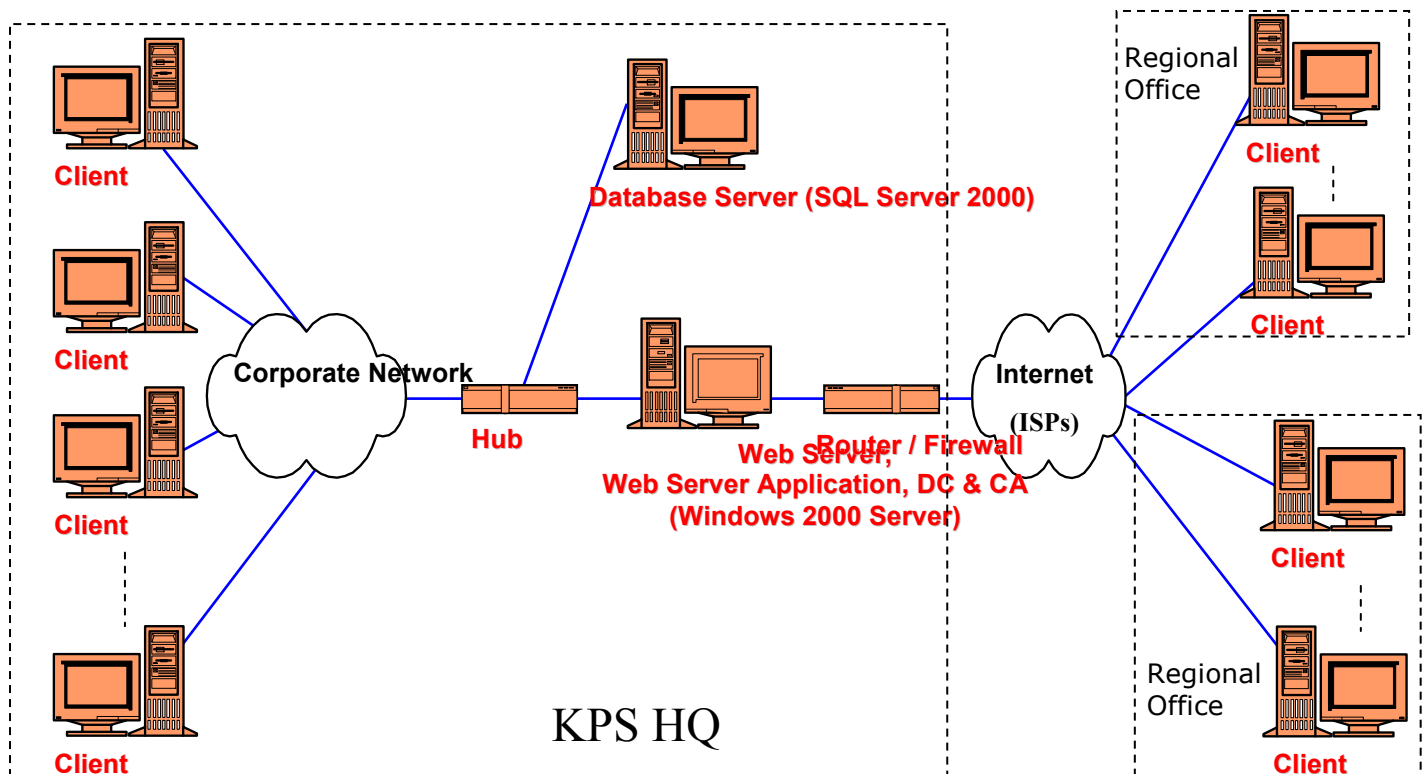 Client
Client
Client
Client
Corporate Network
Hub
Database Server (SQL Server 2000)
Web Server,
Web Server Application, DC & CA
(Windows 2000 Server)
Router / Firewall
KPS HQ
Internet
(ISPs)
Regional
Office
Client
Client
Client
Regional
Office
Client